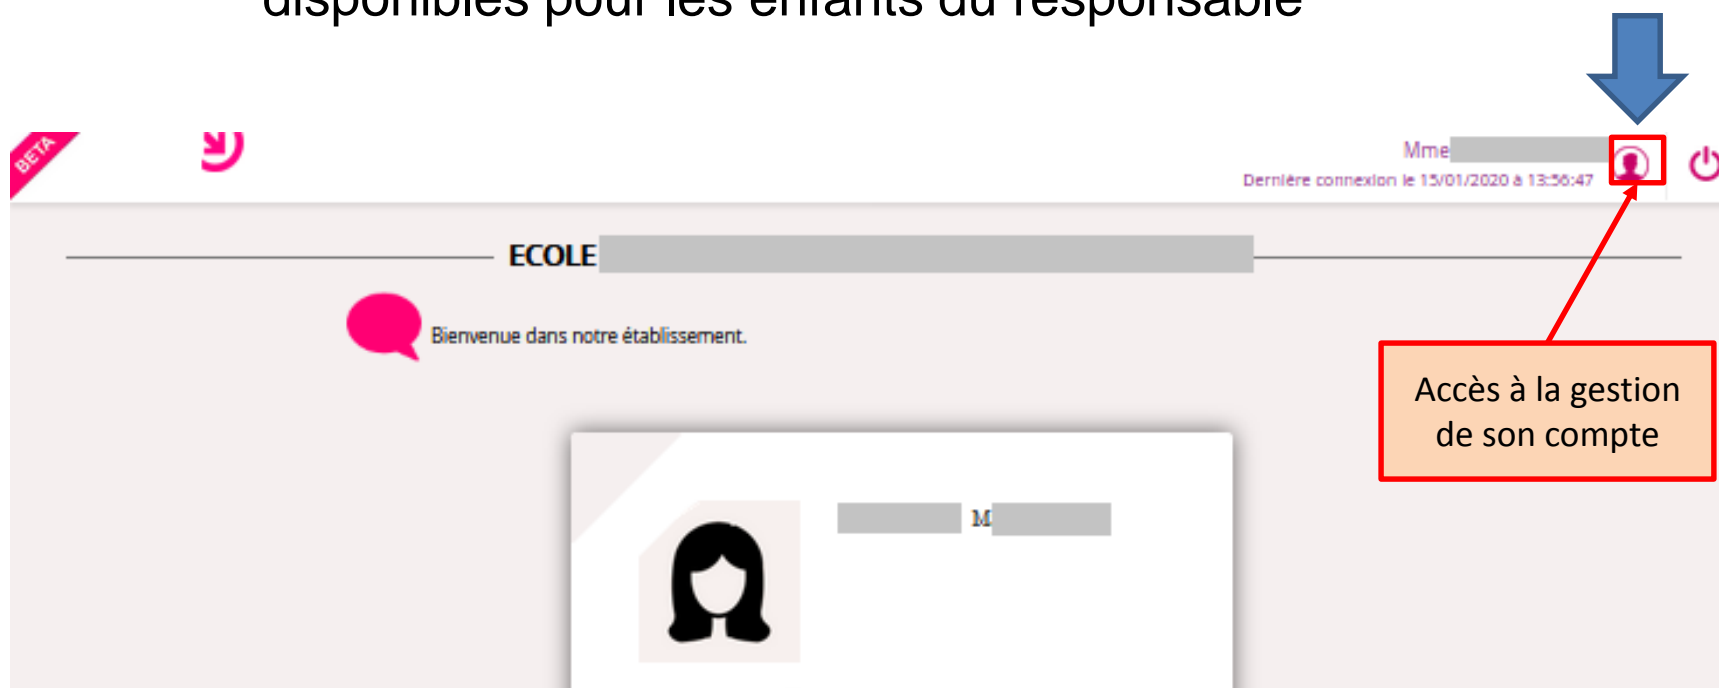 disponibles pour les enfants du responsable
BETA
Mme
Dernière connexion le 15/01/2020 à 13:56:47
ECOLE
Bienvenue dans notre établissement.
Accès à la gestion
de son compte
M